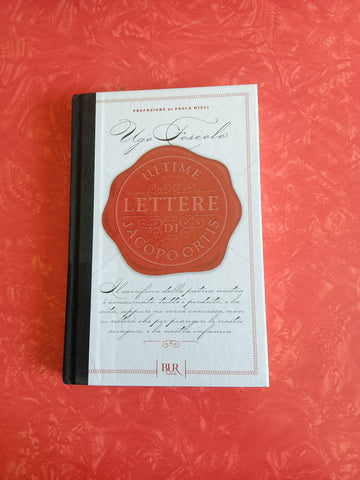 PREFAZIONE DI PAOLO MIELI
Ugo Foscolo
ULTIME
LETTERE
DI
JACOPO ORTIS
Il sacrificio della patria nostra
è consumato: tutto è perduto; e la
vita, seppure ne verrà concessa, non
ci resterà che per piangere le nostre
sciagure, e la nostra infamia.
BUR